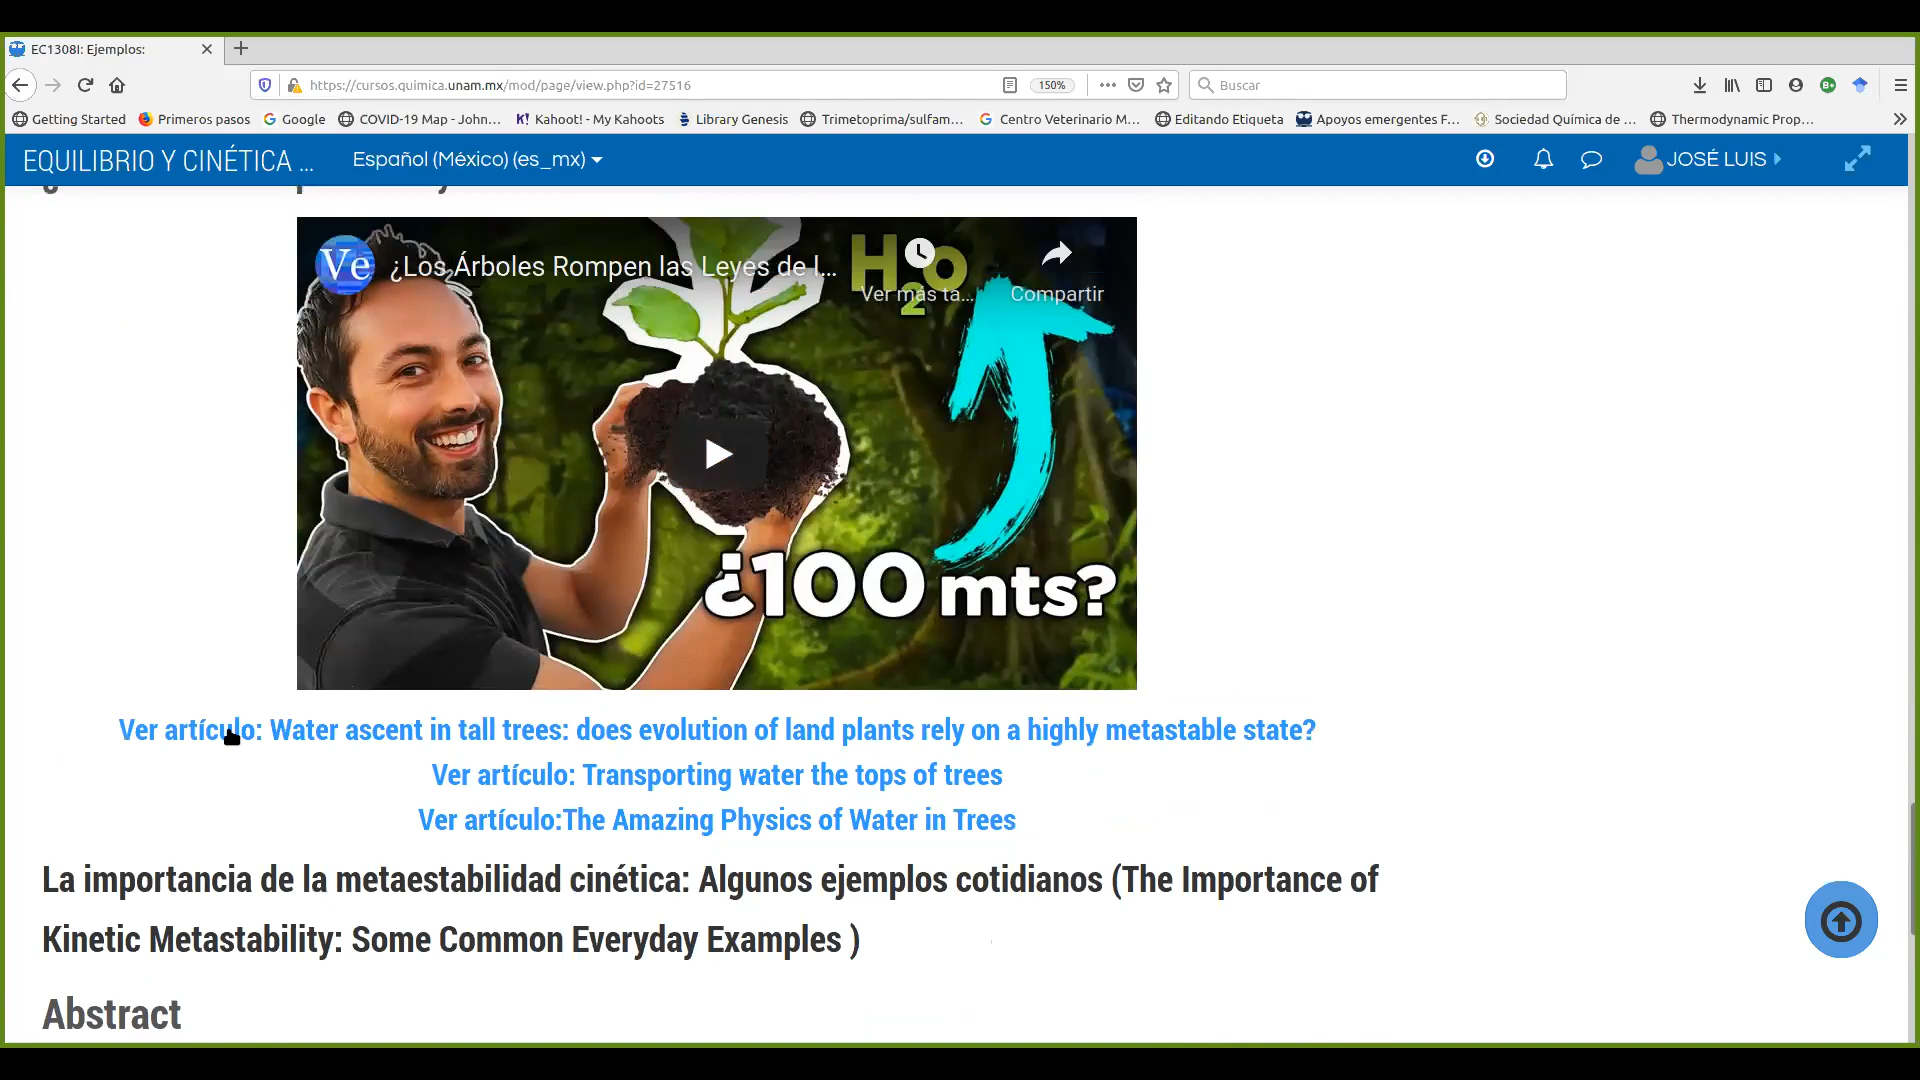 EC1308I: Ejemplos:
https://cursos.quimica.unam.mx/mod/page/view.php?id=27516
150%
Buscar
Getting Started Primeros pasos Google COVID-19 Map - John... Kahoot! - My Kahoots Library Genesis Trimetoprima/sulfam... Centro Veterinario M... Editando Etiqueta Apoyos emergentes F... Sociedad Química de ... Thermodynamic Prop...
EQUILIBRIO Y CINÉTICA ... Español (México) (es_mx) JOSÉ LUIS
Ve ¿Los Árboles Rompen las Leyes de l... H2O
Ver más ta... Compartir
¿100 mts?
Ver artículo: Water ascent in tall trees: does evolution of land plants rely on a highly metastable state?
Ver artículo: Transporting water the tops of trees
Ver artículo:The Amazing Physics of Water in Trees
La importancia de la metaestabilidad cinética: Algunos ejemplos cotidianos (The Importance of
Kinetic Metastability: Some Common Everyday Examples )
Abstract